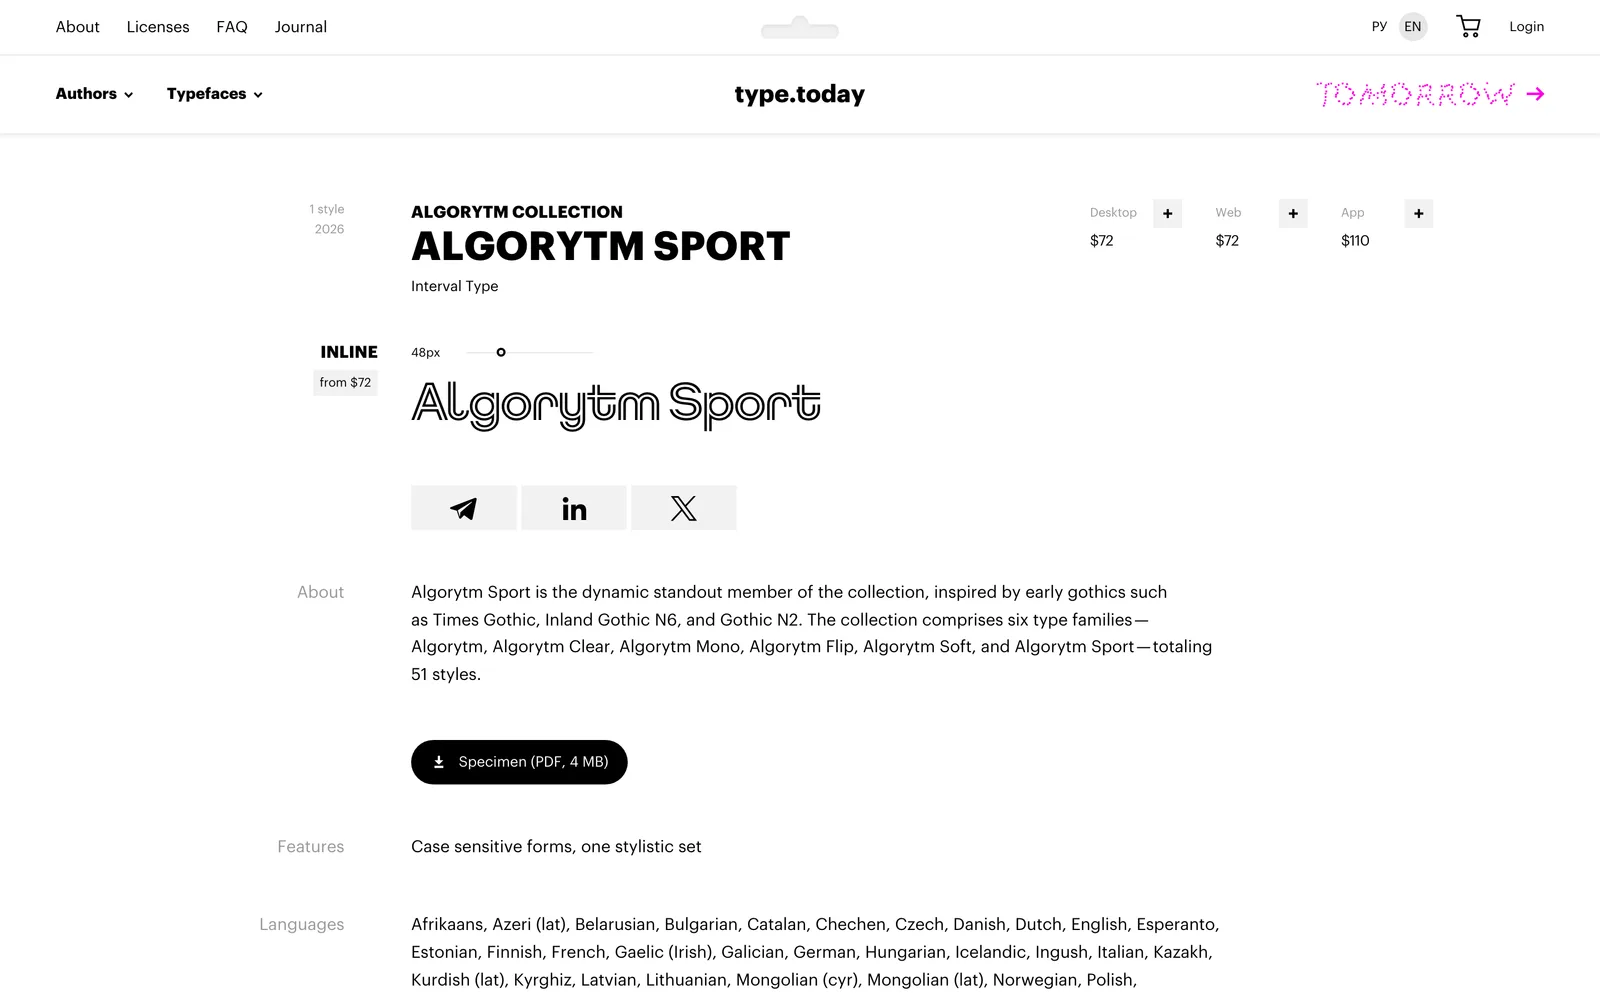 About Licenses FAQ Journal
РУ EN Login
Authors Typefaces
type.today
TOMORROW →
1 style
2026
ALGORYTM COLLECTION
ALGORYTM SPORT
Interval Type
Desktop + Web + App +
$72 $72 $110
INLINE
from $72
48px
Algorytm Sport
in X
About
Algorytm Sport is the dynamic standout member of the collection, inspired by early gothics such
as Times Gothic, Inland Gothic N6, and Gothic N2. The collection comprises six type families—
Algorytm, Algorytm Clear, Algorytm Mono, Algorytm Flip, Algorytm Soft, and Algorytm Sport—totaling
51 styles.
Specimen (PDF, 4 MB)
Features
Case sensitive forms, one stylistic set
Languages
Afrikaans, Azeri (lat), Belarusian, Bulgarian, Catalan, Chechen, Czech, Danish, Dutch, English, Esperanto,
Estonian, Finnish, French, Gaelic (Irish), Galician, German, Hungarian, Icelandic, Ingush, Italian, Kazakh,
Kurdish (lat), Kyrghiz, Latvian, Lithuanian, Mongolian (cyr), Mongolian (lat), Norwegian, Polish,